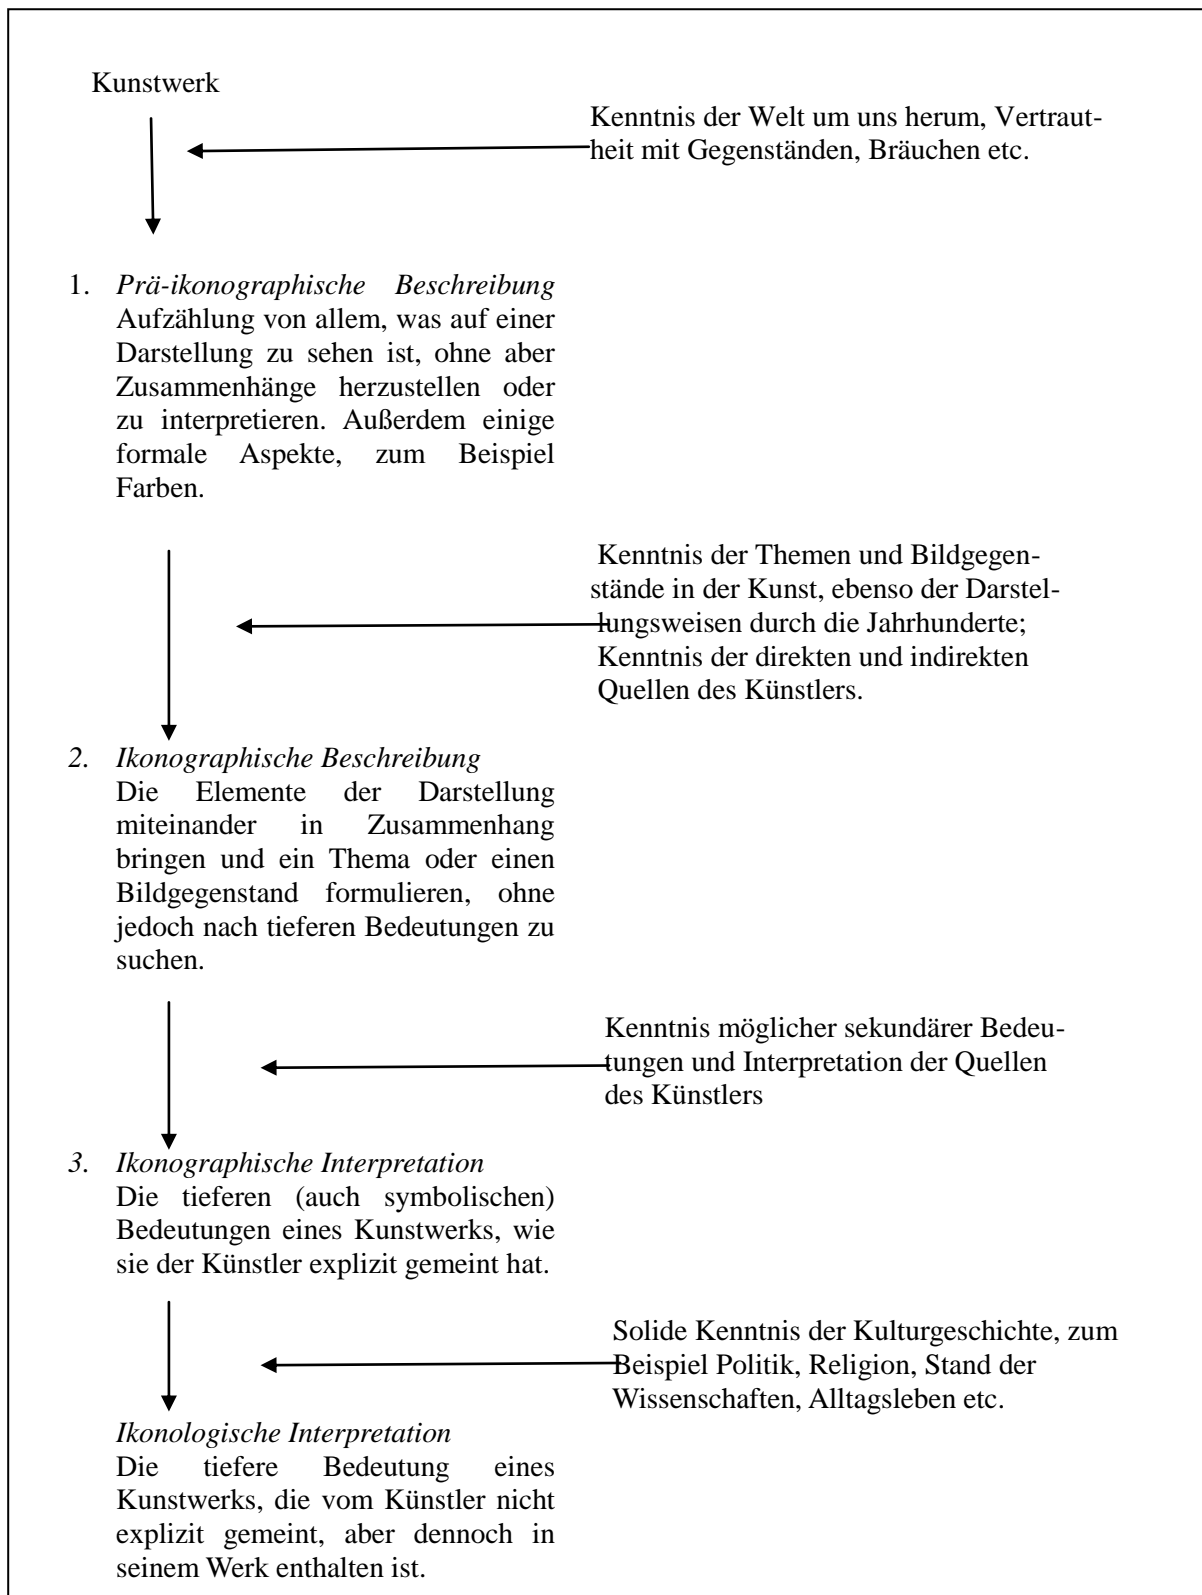 Kunstwerk
Kenntnis der Welt um uns herum, Vertraut-
heit mit Gegenständen, Bräuchen etc.
1. Prä-ikonographische Beschreibung
Aufzählung von allem, was auf einer
Darstellung zu sehen ist, ohne aber
Zusammenhänge herzustellen oder
zu interpretieren. Außerdem einige
formale Aspekte, zum Beispiel
Farben.
Kenntnis der Themen und Bildgegen-
stände in der Kunst, ebenso der Darstel-
lungsweisen durch die Jahrhunderte;
Kenntnis der direkten und indirekten
Quellen des Künstlers.
2. Ikonographische Beschreibung
Die Elemente der Darstellung
miteinander in Zusammenhang
bringen und ein Thema oder einen
Bildgegenstand formulieren, ohne
jedoch nach tieferen Bedeutungen zu
suchen.
Kenntnis möglicher sekundärer Bedeu-
tungen und Interpretation der Quellen
des Künstlers
3. Ikonographische Interpretation
Die tieferen (auch symbolischen)
Bedeutungen eines Kunstwerks, wie
sie der Künstler explizit gemeint hat.
Solide Kenntnis der Kulturgeschichte, zum
Beispiel Politik, Religion, Stand der
Wissenschaften, Alltagsleben etc.
Ikonologische Interpretation
Die tiefere Bedeutung eines
Kunstwerks, die vom Künstler nicht
explizit gemeint, aber dennoch in
seinem Werk enthalten ist.